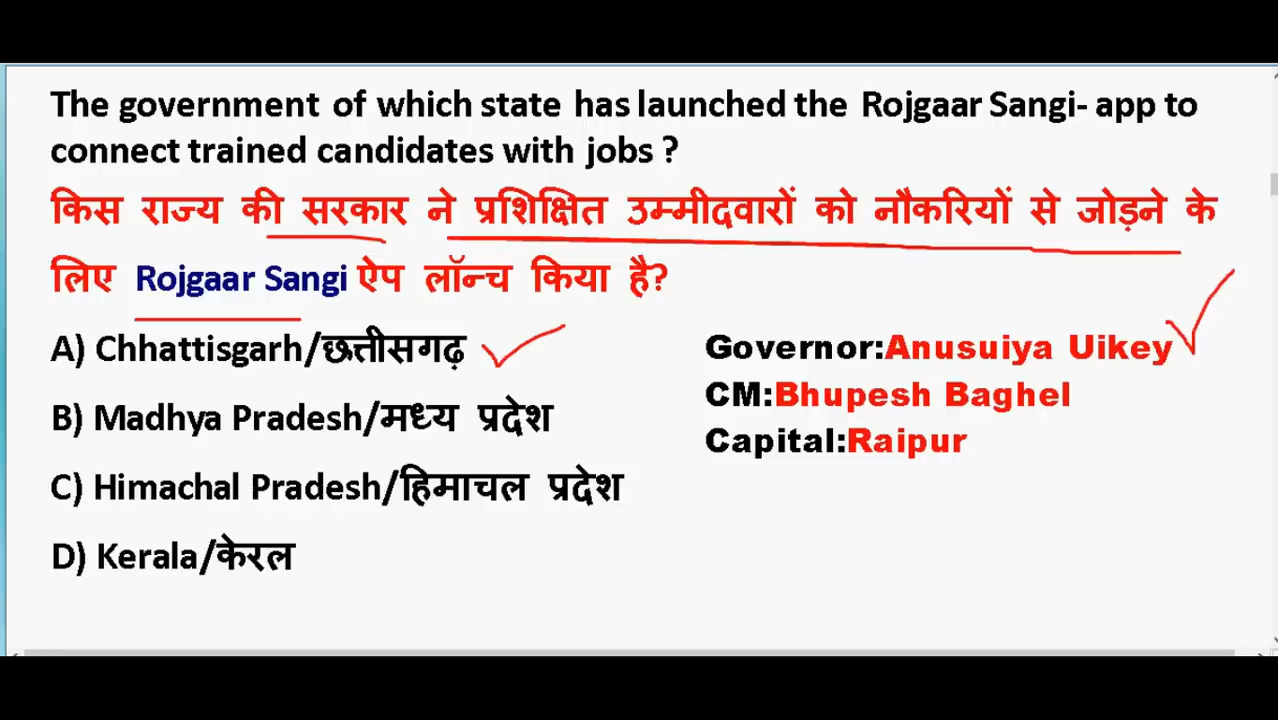 The government of which state has launched the Rojgaar Sangi- app to
connect trained candidates with jobs ?
किस राज्य की सरकार ने प्रशिक्षित उम्मीदवारों को नौकरियों से जोड़ने के
लिए Rojgaar Sangi ऐप लॉन्च किया है?
A) Chhattisgarh/छत्तीसगढ़
B) Madhya Pradesh/मध्य प्रदेश
C) Himachal Pradesh/हिमाचल प्रदेश
D) Kerala/केरल
Governor:Anusuiya Uikey
CM:Bhupesh Baghel
Capital:Raipur